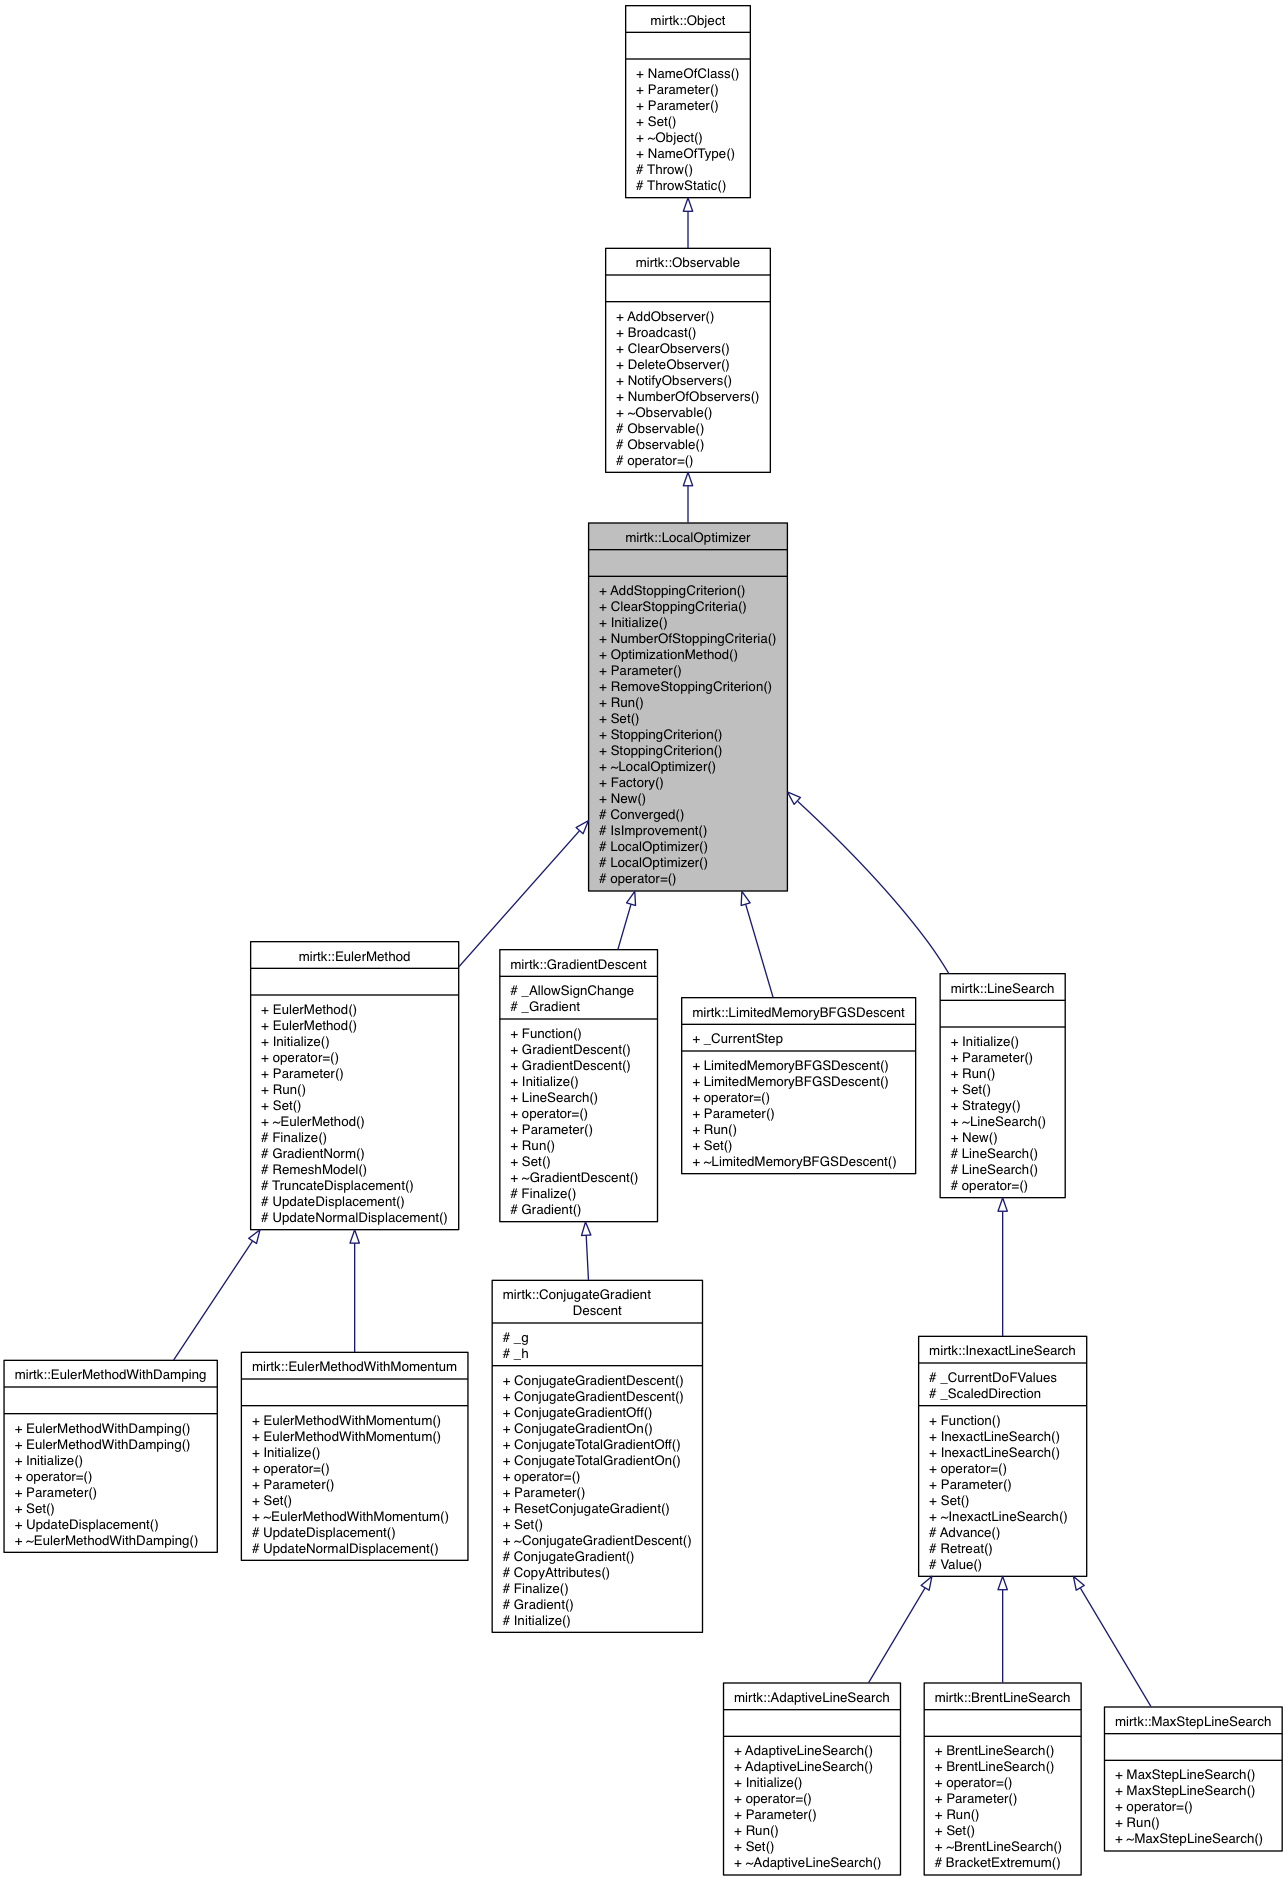 mirtk::Object
+ NameOfClass()
+ Parameter()
+ Parameter()
+ Set()
+ ~Object()
+ NameOfType()
# Throw()
# ThrowStatic()
mirtk::Observable
+ AddObserver()
+ Broadcast()
+ ClearObservers()
+ DeleteObserver()
+ NotifyObservers()
+ NumberOfObservers()
+ ~Observable()
# Observable()
# Observable()
# operator=()
mirtk::LocalOptimizer
+ AddStoppingCriterion()
+ ClearStoppingCriteria()
+ Initialize()
+ NumberOfStoppingCriteria()
+ OptimizationMethod()
+ Parameter()
+ RemoveStoppingCriterion()
+ Run()
+ Set()
+ StoppingCriterion()
+ StoppingCriterion()
+ ~LocalOptimizer()
+ Factory()
+ New()
# Converged()
# IsImprovement()
# LocalOptimizer()
# LocalOptimizer()
# operator=()
mirtk::EulerMethod
+ EulerMethod()
+ EulerMethod()
+ Initialize()
+ operator=()
+ Parameter()
+ Run()
+ Set()
+ ~EulerMethod()
# Finalize()
# GradientNorm()
# RemeshModel()
# TruncateDisplacement()
# UpdateDisplacement()
# UpdateNormalDisplacement()
mirtk::GradientDescent
# _AllowSignChange
# _Gradient
+ Function()
+ GradientDescent()
+ GradientDescent()
+ Initialize()
+ LineSearch()
+ operator=()
+ Parameter()
+ Run()
+ Set()
+ ~GradientDescent()
# Finalize()
# Gradient()
mirtk::LimitedMemoryBFGSDescent
+ _CurrentStep
+ LimitedMemoryBFGSDescent()
+ LimitedMemoryBFGSDescent()
+ operator=()
+ Parameter()
+ Run()
+ Set()
+ ~LimitedMemoryBFGSDescent()
mirtk::LineSearch
+ Initialize()
+ Parameter()
+ Run()
+ Set()
+ Strategy()
+ ~LineSearch()
+ New()
# LineSearch()
# LineSearch()
# operator=()
mirtk::EulerMethodWithDamping
+ EulerMethodWithDamping()
+ EulerMethodWithDamping()
+ Initialize()
+ operator=()
+ Parameter()
+ Set()
+ UpdateDisplacement()
+ ~EulerMethodWithDamping()
mirtk::EulerMethodWithMomentum
+ EulerMethodWithMomentum()
+ EulerMethodWithMomentum()
+ Initialize()
+ operator=()
+ Parameter()
+ Set()
+ ~EulerMethodWithMomentum()
# UpdateDisplacement()
# UpdateNormalDisplacement()
mirtk::ConjugateGradient
Descent
# _g
# _h
+ ConjugateGradientDescent()
+ ConjugateGradientDescent()
+ ConjugateGradientOff()
+ ConjugateGradientOn()
+ ConjugateTotalGradientOff()
+ ConjugateTotalGradientOn()
+ operator=()
+ Parameter()
+ ResetConjugateGradient()
+ Set()
+ ~ConjugateGradientDescent()
# ConjugateGradient()
# CopyAttributes()
# Finalize()
# Gradient()
# Initialize()
mirtk::InexactLineSearch
# _CurrentDoFValues
# _ScaledDirection
+ Function()
+ InexactLineSearch()
+ InexactLineSearch()
+ operator=()
+ Parameter()
+ Set()
+ ~InexactLineSearch()
# Advance()
# Retreat()
# Value()
mirtk::AdaptiveLineSearch
+ AdaptiveLineSearch()
+ AdaptiveLineSearch()
+ Initialize()
+ operator=()
+ Parameter()
+ Run()
+ Set()
+ ~AdaptiveLineSearch()
mirtk::BrentLineSearch
+ BrentLineSearch()
+ BrentLineSearch()
+ operator=()
+ Parameter()
+ Run()
+ Set()
+ ~BrentLineSearch()
# BracketExtremum()
mirtk::MaxStepLineSearch
+ MaxStepLineSearch()
+ MaxStepLineSearch()
+ operator=()
+ Run()
+ ~MaxStepLineSearch()